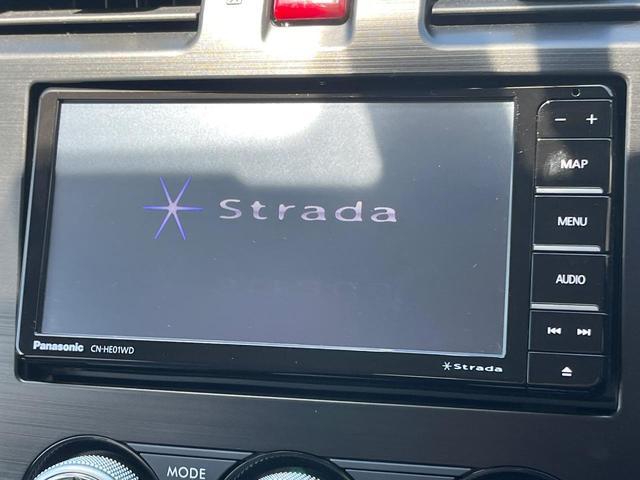 Strada
− +
MAP
MENU
AUDIO
Panasonic CN-HE01WD
Strada
MODE